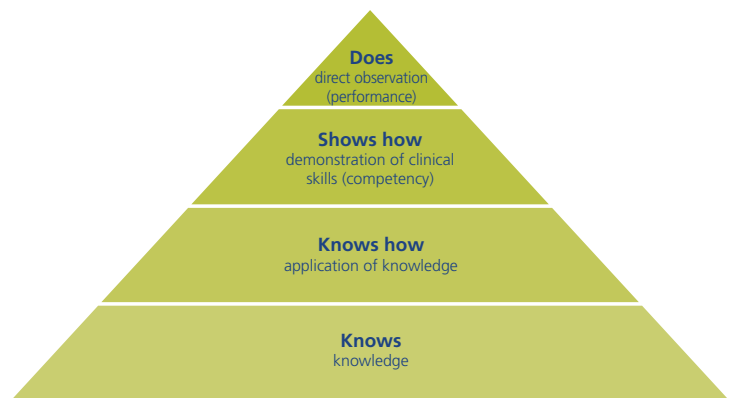 Does
direct observation
(performance)
Shows how
demonstration of clinical
skills (competency)
Knows how
application of knowledge
Knows
knowledge